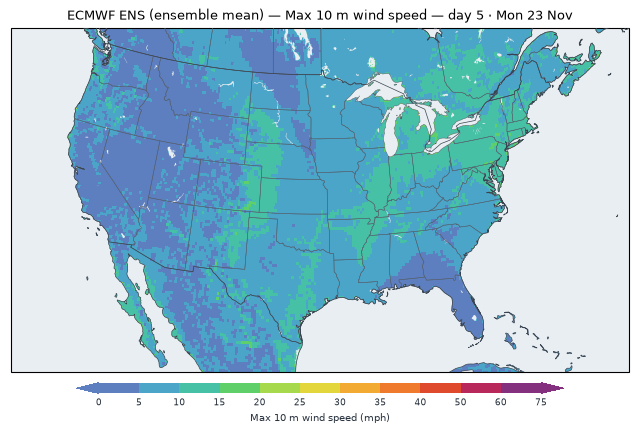 ECMWF ENS (ensemble mean) — Max 10 m wind speed — day 5 · Mon 23 Nov
0 5 10 15 20 25 30 35 40 50 60 75
Max 10 m wind speed (mph)